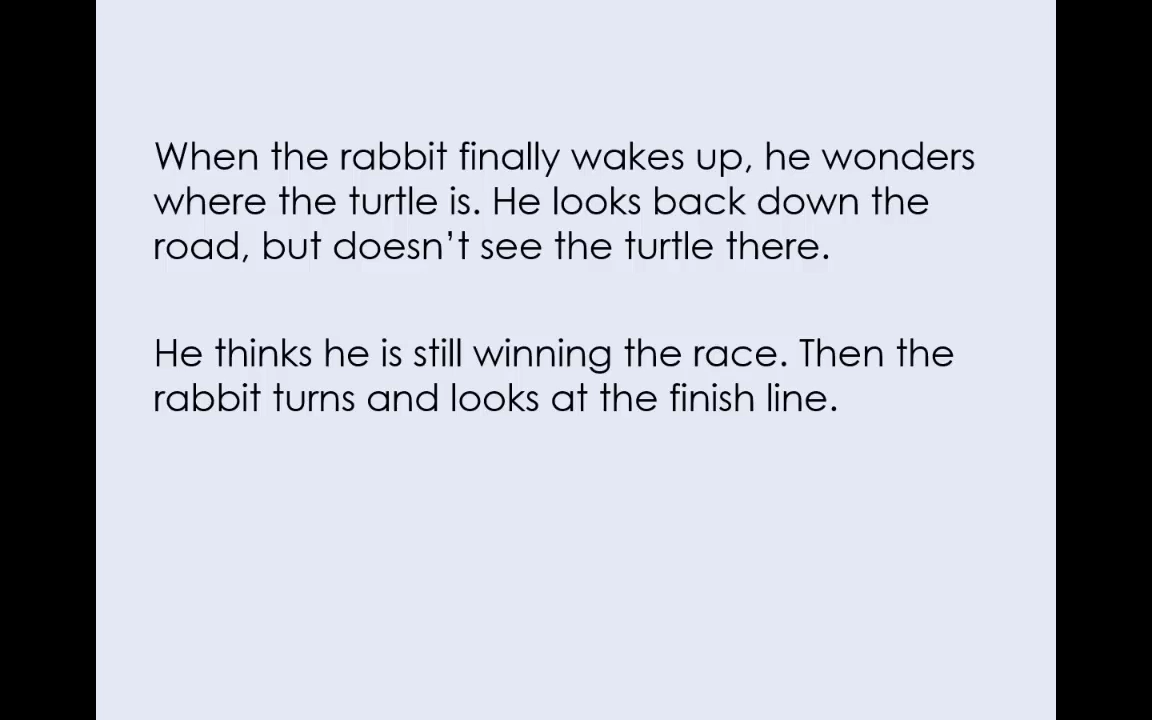 When the rabbit finally wakes up, he wonders
where the turtle is. He looks back down the
road, but doesn’t see the turtle there.
He thinks he is still winning the race. Then the
rabbit turns and looks at the finish line.